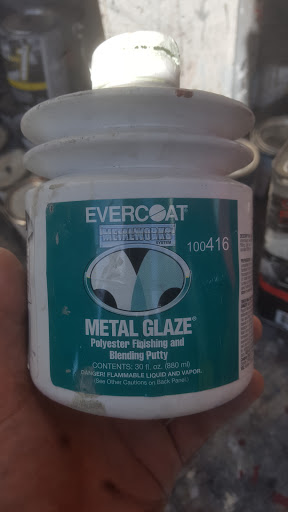 EVERCOAT
METALWORKS
SYSTEM
100416
METAL GLAZE®
Polyester Finishing and
Blending Putty
CONTENTS: 30 fl. oz. (880 ml)
DANGER! FLAMMABLE LIQUID AND VAPOR.
(See Other Cautions on Back Panel.)